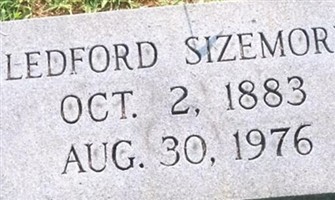 LEDFORD SIZEMOR
OCT. 2, 1883
AUG. 30, 1976